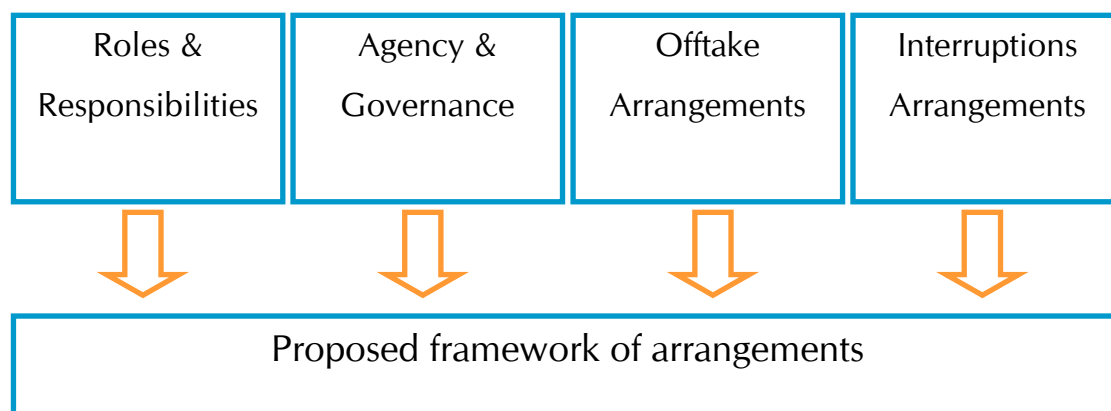 Roles &
Responsibilities
Agency &
Governance
Offtake
Arrangements
Interruptions
Arrangements
Proposed framework of arrangements